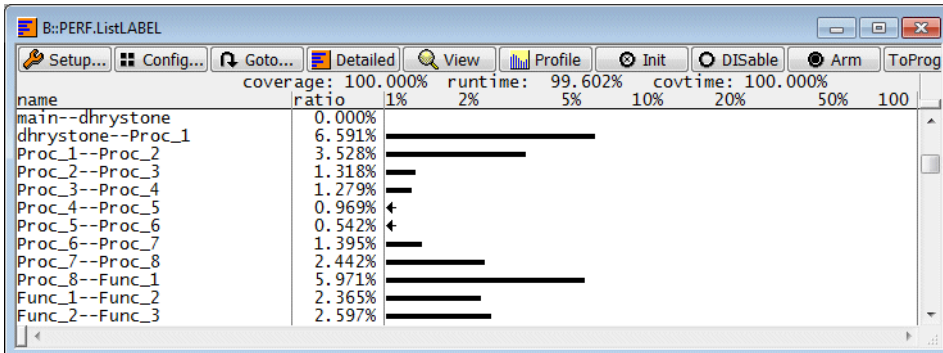 B::PERF.ListLABEL
Setup... Config... Goto... Detailed View Profile Init DISable Arm ToProg
coverage: 100.000% runtime: 99.602% covtime: 100.000%
name ratio 1% 2% 5% 10% 20% 50% 100
main--dhrystone 0.000%
dhrystone--Proc_1 6.591%
Proc_1--Proc_2 3.528%
Proc_2--Proc_3 1.318%
Proc_3--Proc_4 1.279%
Proc_4--Proc_5 0.969%
Proc_5--Proc_6 0.542%
Proc_6--Proc_7 1.395%
Proc_7--Proc_8 2.442%
Proc_8--Func_1 5.971%
Func_1--Func_2 2.365%
Func_2--Func_3 2.597%